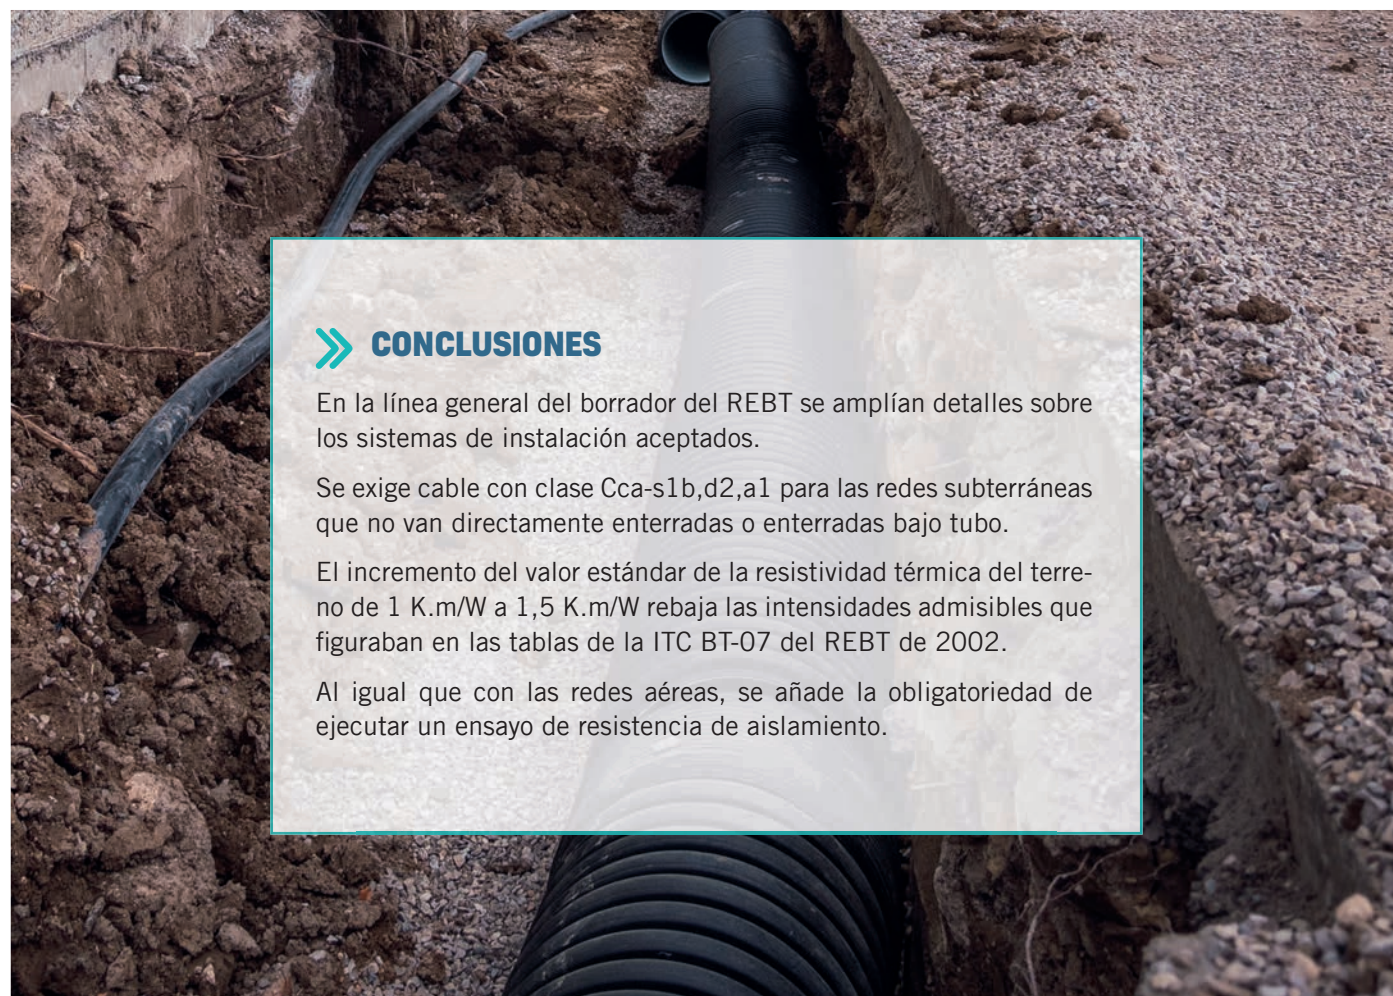 CONCLUSIONES
En la línea general del borrador del REBT se amplían detalles sobre
los sistemas de instalación aceptados.
Se exige cable con clase Cca-s1b,d2,a1 para las redes subterráneas
que no van directamente enterradas o enterradas bajo tubo.
El incremento del valor estándar de la resistividad térmica del terre-
no de 1 K.m/W a 1,5 K.m/W rebaja las intensidades admisibles que
figuraban en las tablas de la ITC BT-07 del REBT de 2002.
Al igual que con las redes aéreas, se añade la obligatoriedad de
ejecutar un ensayo de resistencia de aislamiento.